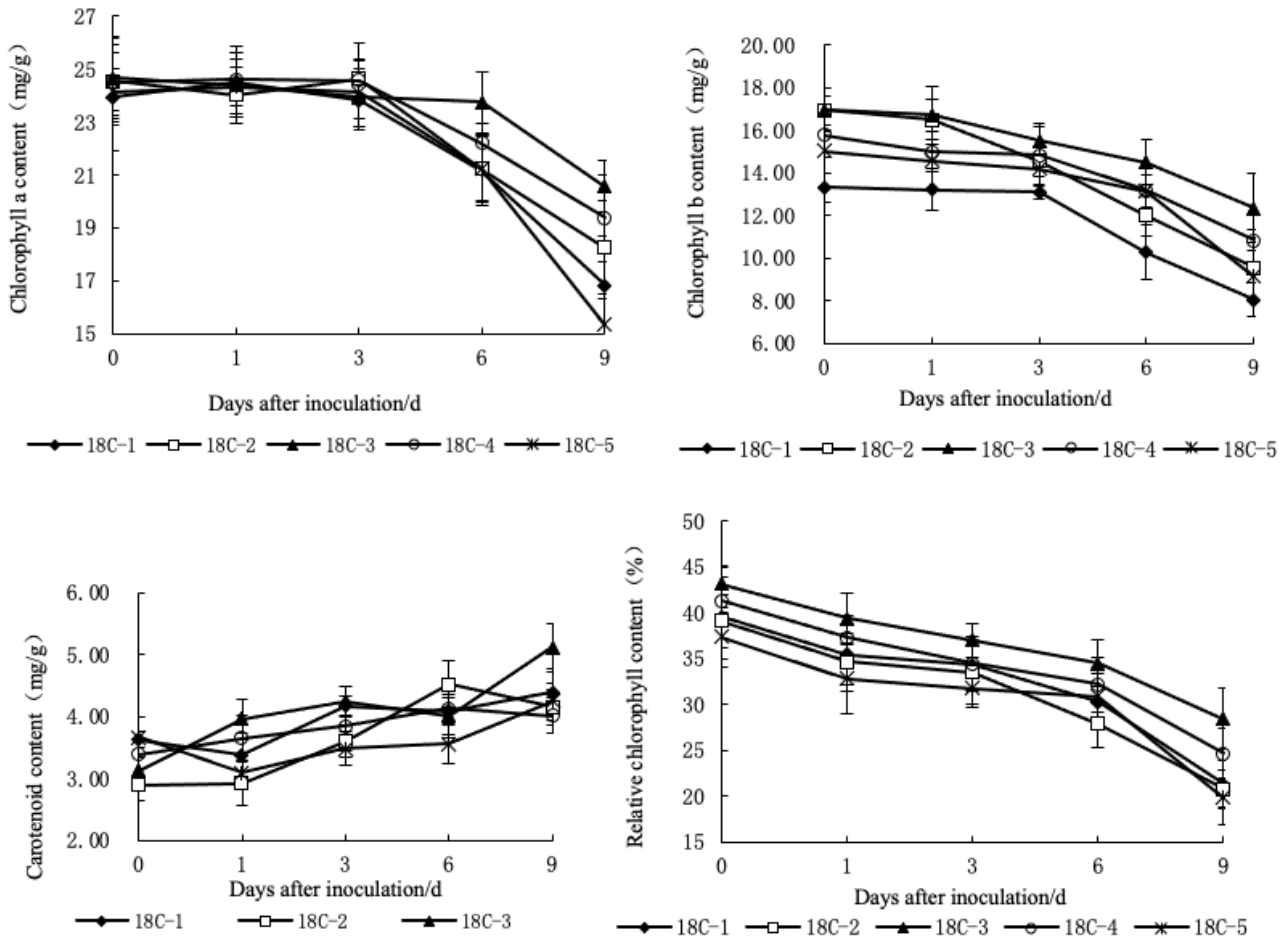 Chlorophyll a content（mg/g）
27
25
23
21
19
17
15
0 1 3 6 9
Days after inoculation/d
18C-1 18C-2 18C-3 18C-4 18C-5
Chlorophyll b content（mg/g）
20.00
18.00
16.00
14.00
12.00
10.00
8.00
6.00
0 1 3 6 9
Days after inoculation/d
18C-1 18C-2 18C-3 18C-4 18C-5
Carotenoid content（mg/g）
6.00
5.00
4.00
3.00
2.00
0 1 3 6 9
Days after inoculation/d
18C-1 18C-2 18C-3
Relative chlorophyll content（%）
50
45
40
35
30
25
20
15
0 1 3 6 9
Days after inoculation/d
18C-1 18C-2 18C-3 18C-4 18C-5